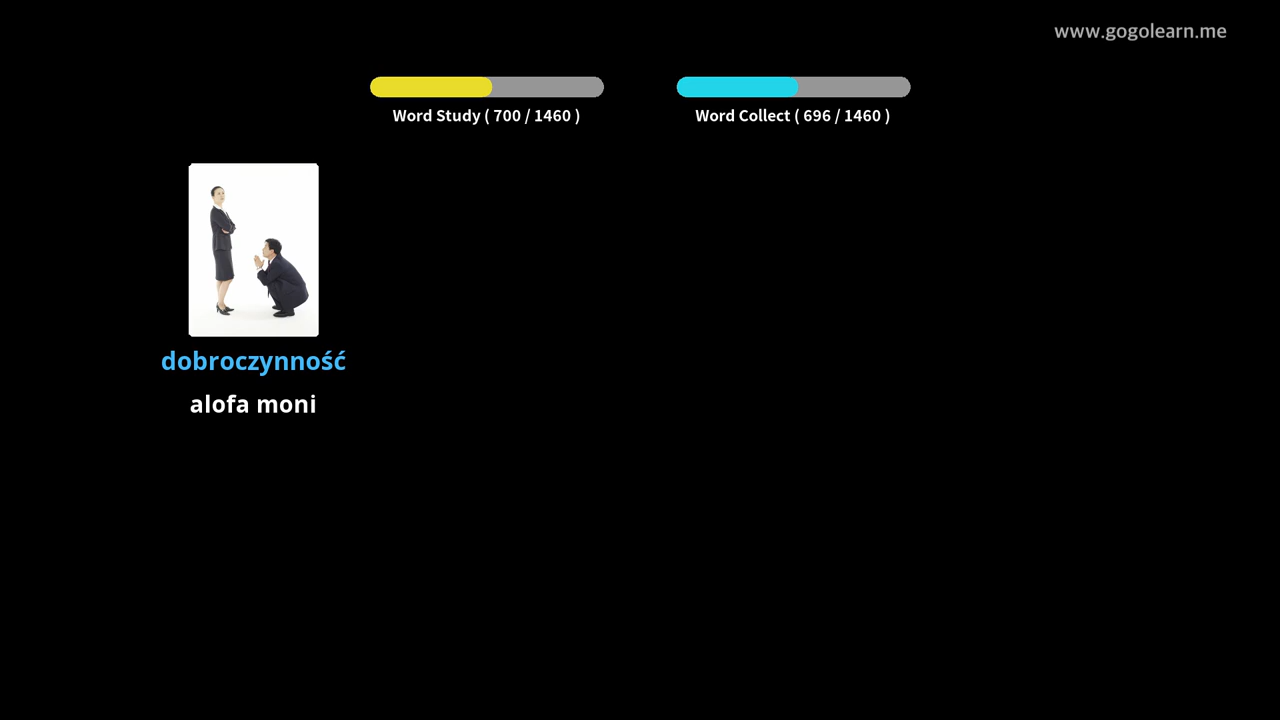 www.gogolearn.me
Word Study ( 700 / 1460 )
Word Collect ( 696 / 1460 )
dobroczynność
alofa moni